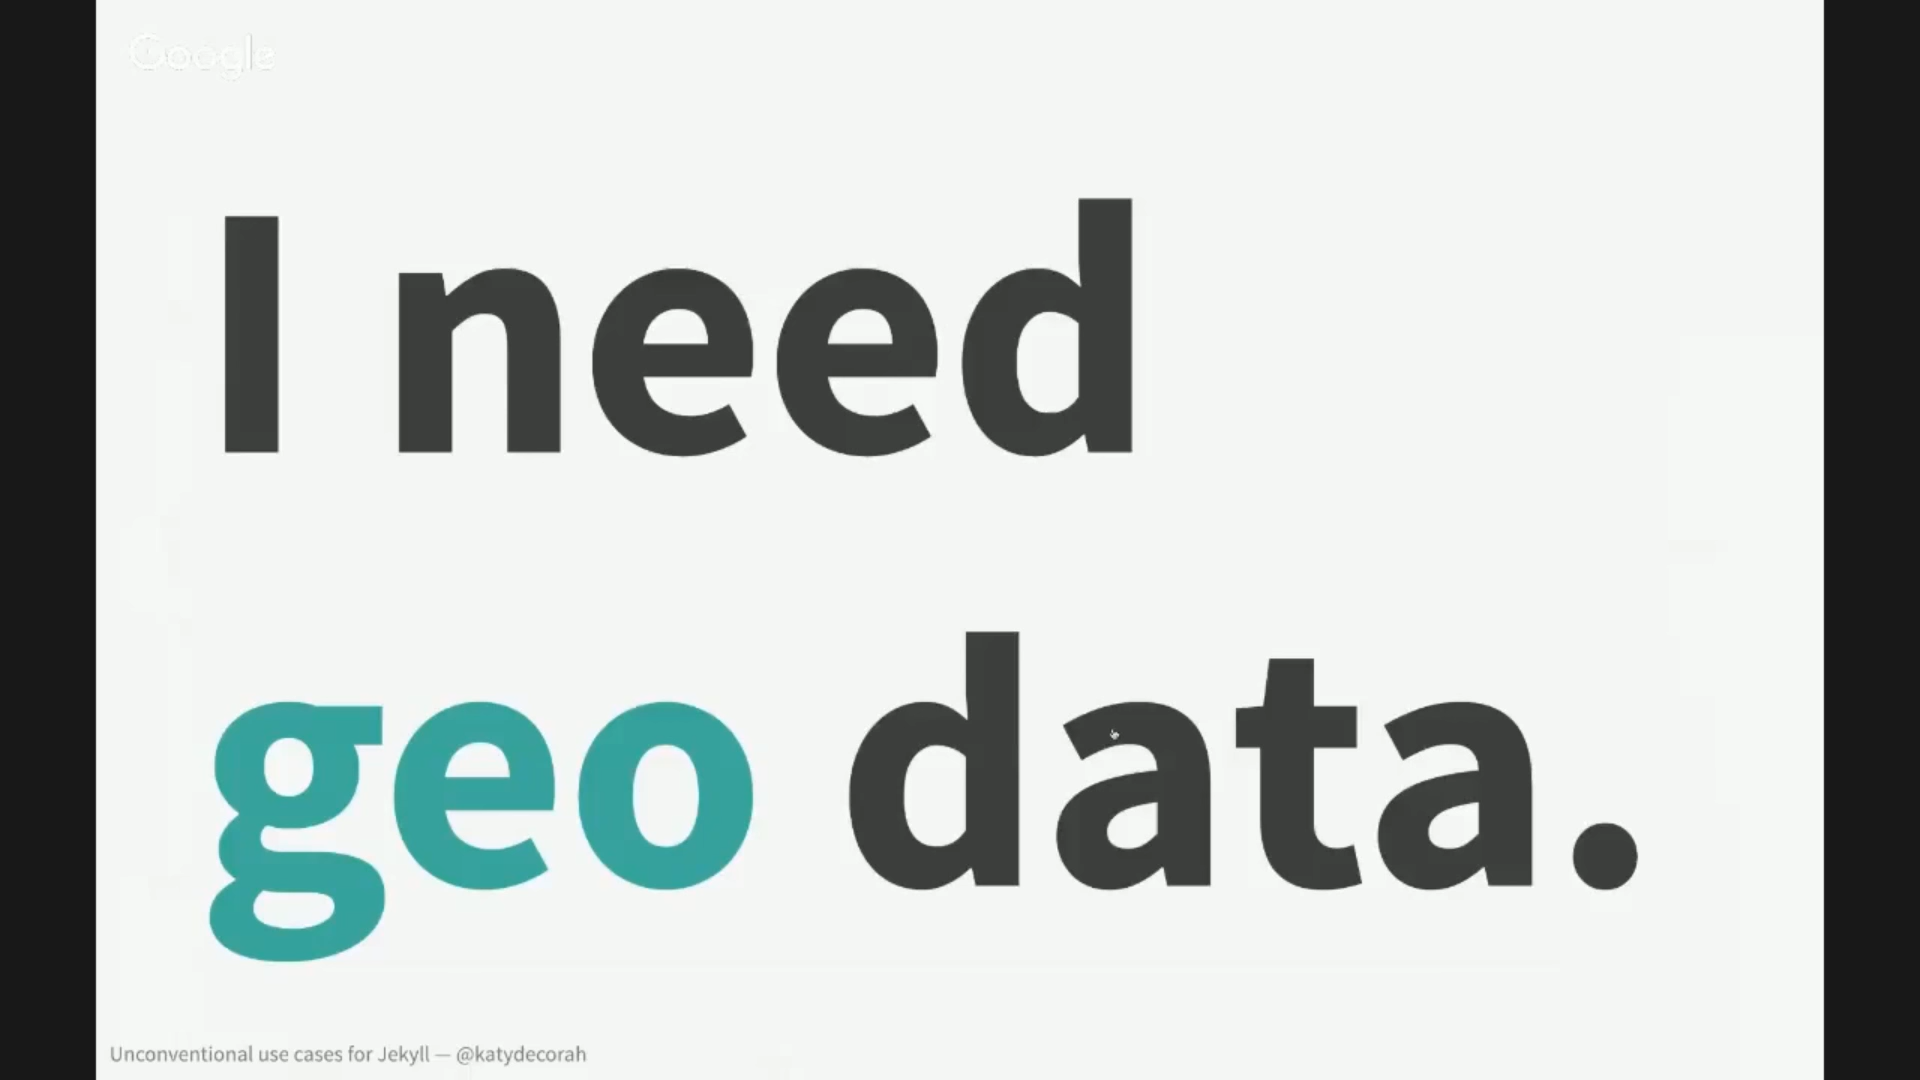 Google
I need
geo data.
Unconventional use cases for Jekyll — @katydecorah